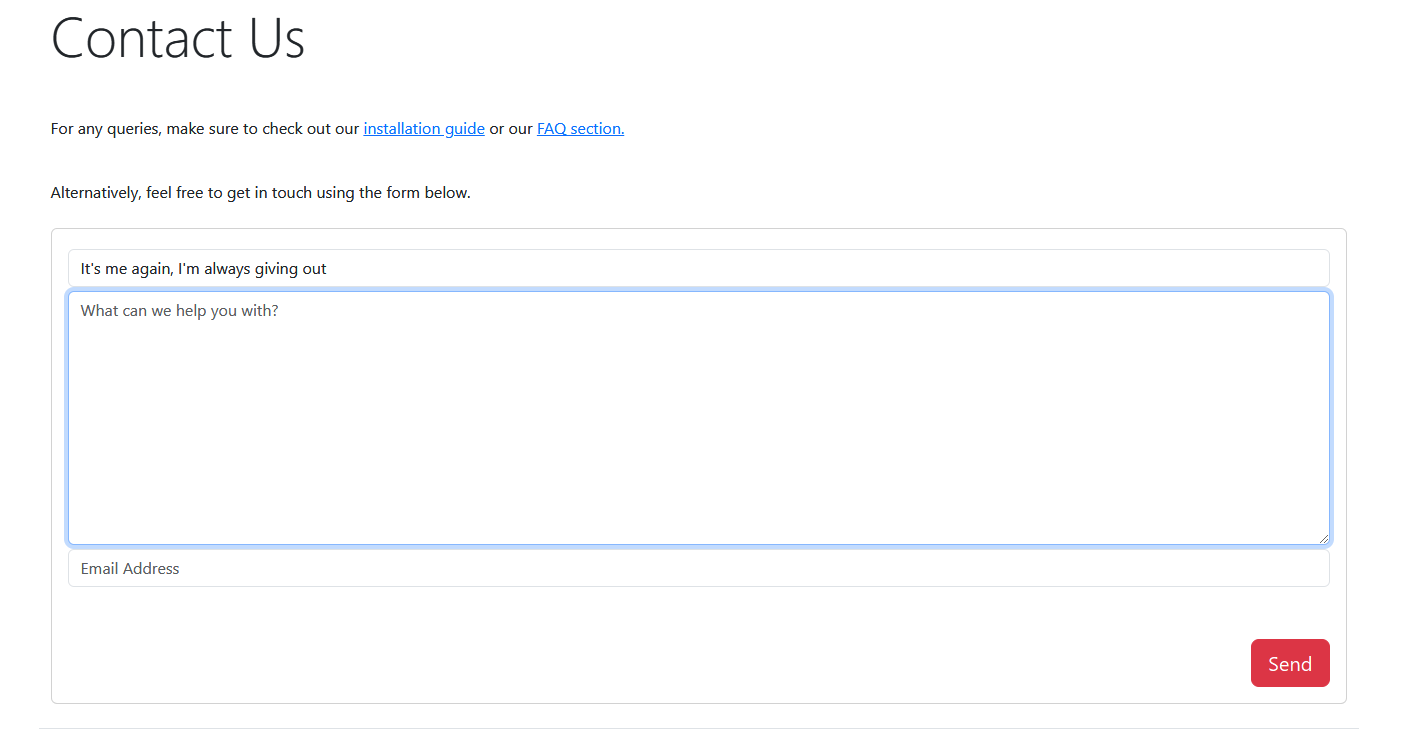 Contact Us
For any queries, make sure to check out our installation guide or our FAQ section.
Alternatively, feel free to get in touch using the form below.
It's me again, I'm always giving out
What can we help you with?
Email Address
Send